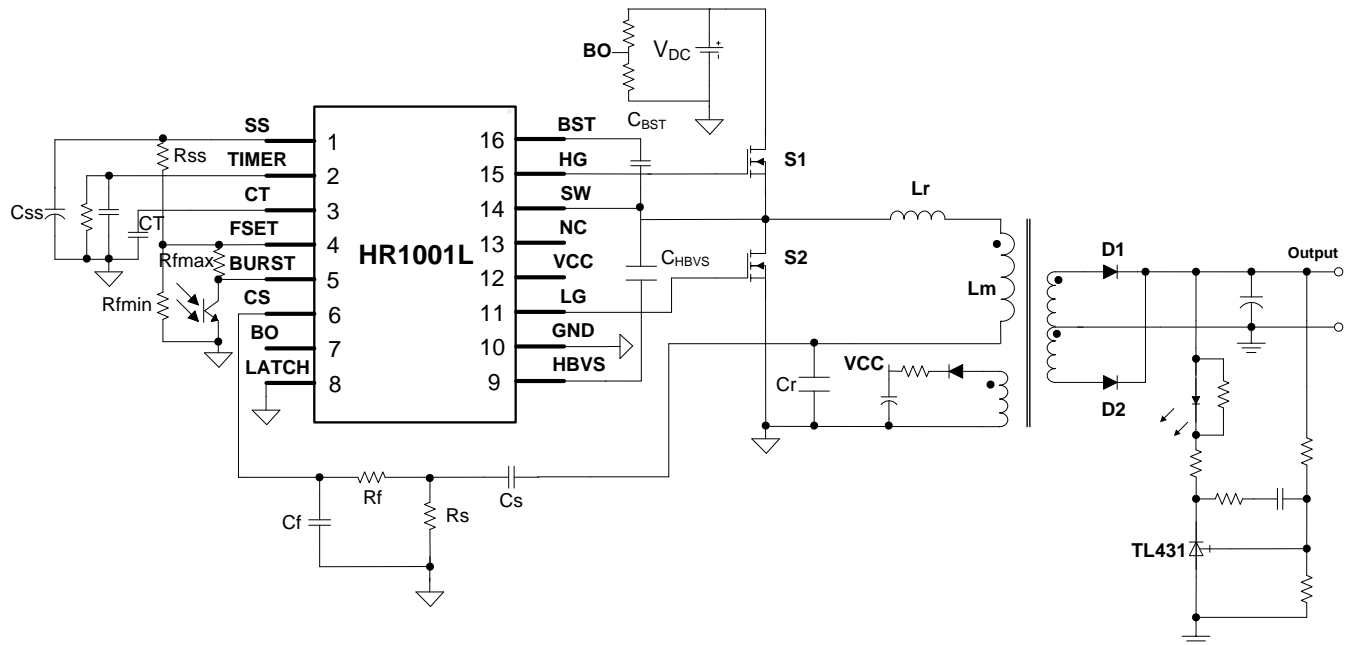 BO
VDC
CBST
SS
Rss
TIMER
CT
Css
CT
FSET
Rfmax
BURST
Rfmin
CS
BO
LATCH
1
2
3
4
5
6
7
8
HR1001L
16
15
14
13
12
11
10
9
BST
HG
SW
NC
VCC
LG
GND
HBVS
CHBVS
S1
S2
Lr
Lm
Cr
VCC
D1
D2
Output
TL431
Rf
Cf
Rs
Cs